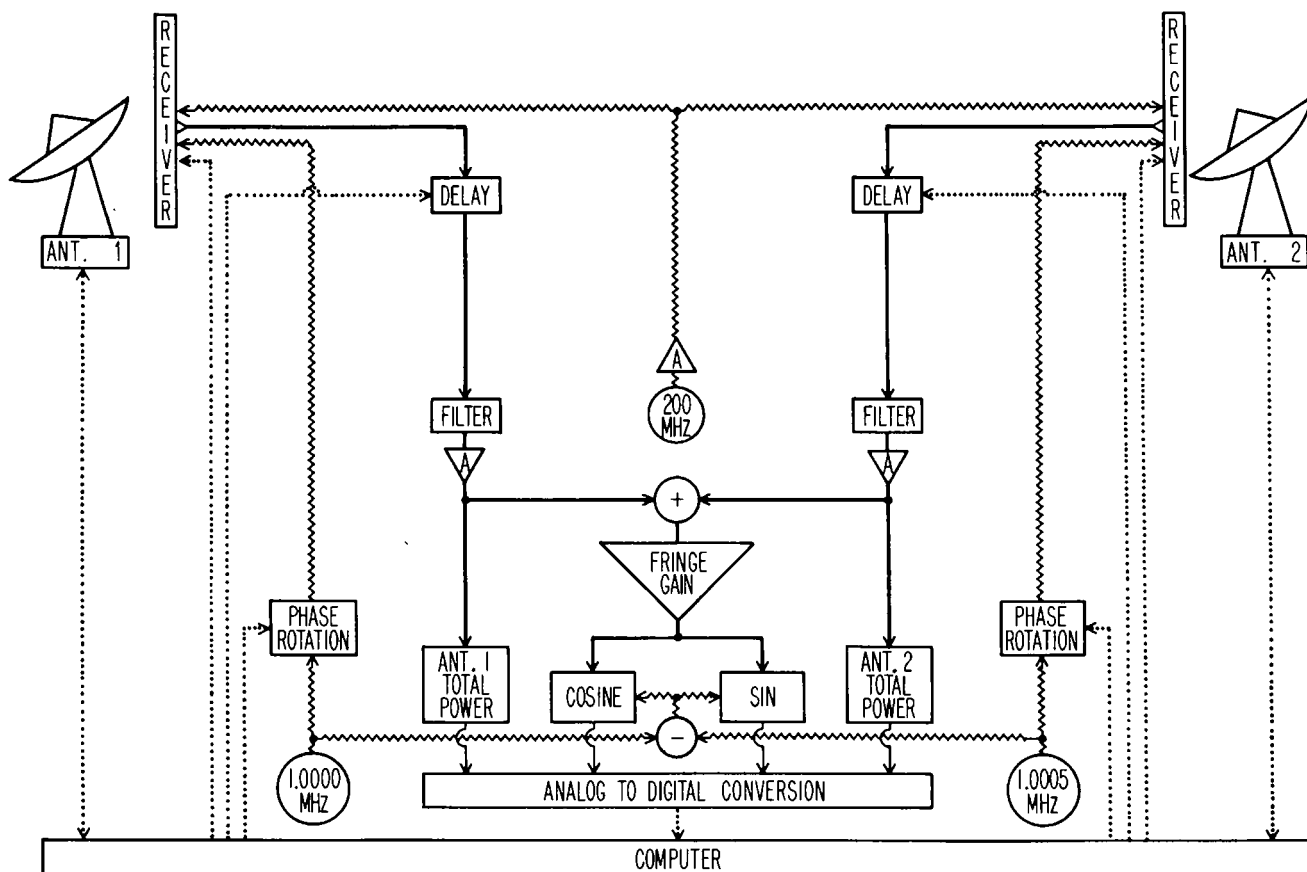 RECEIVER
RECEIVER
DELAY
DELAY
ANT. 1
ANT. 2
A
200
MHz
FILTER
FILTER
A
A
+
FRINGE
GAIN
PHASE
ROTATION
PHASE
ROTATION
ANT. 1
TOTAL
POWER
COSINE
SIN
ANT. 2
TOTAL
POWER
−
1.0000
MHz
ANALOG TO DIGITAL CONVERSION
1.0005
MHz
COMPUTER